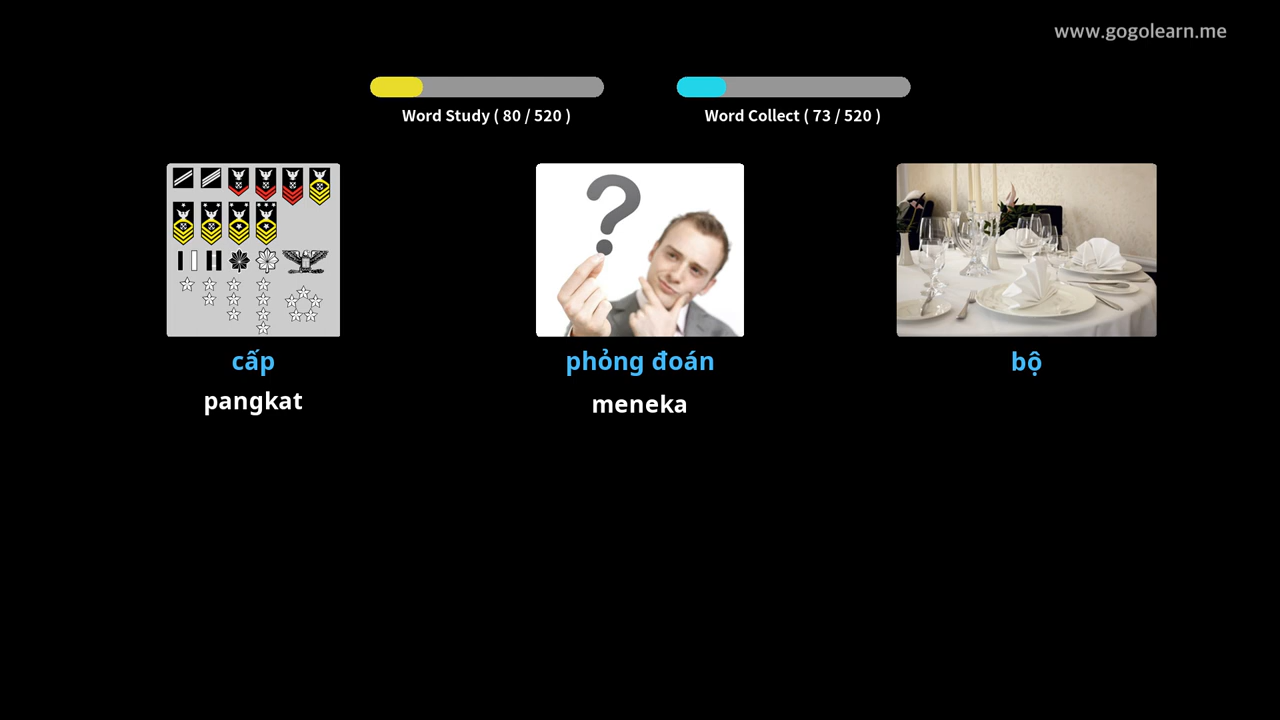 www.gogolearn.me
Word Study ( 80 / 520 )
Word Collect ( 73 / 520 )
cấp
phỏng đoán
bộ
pangkat
meneka